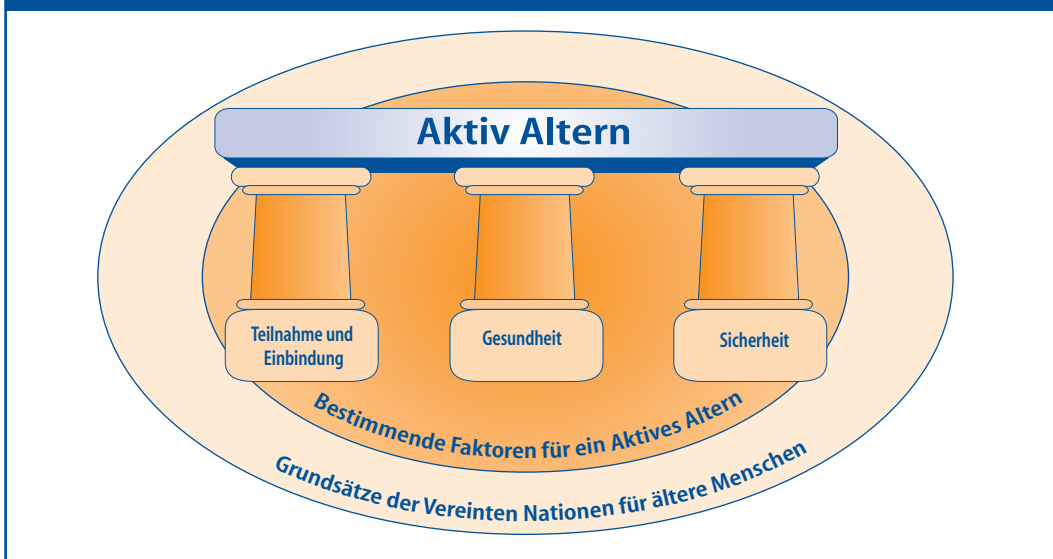 Aktiv Altern
Teilnahme und
Einbindung
Gesundheit
Sicherheit
Bestimmende Faktoren für ein Aktives Altern
Grundsätze der Vereinten Nationen für ältere Menschen